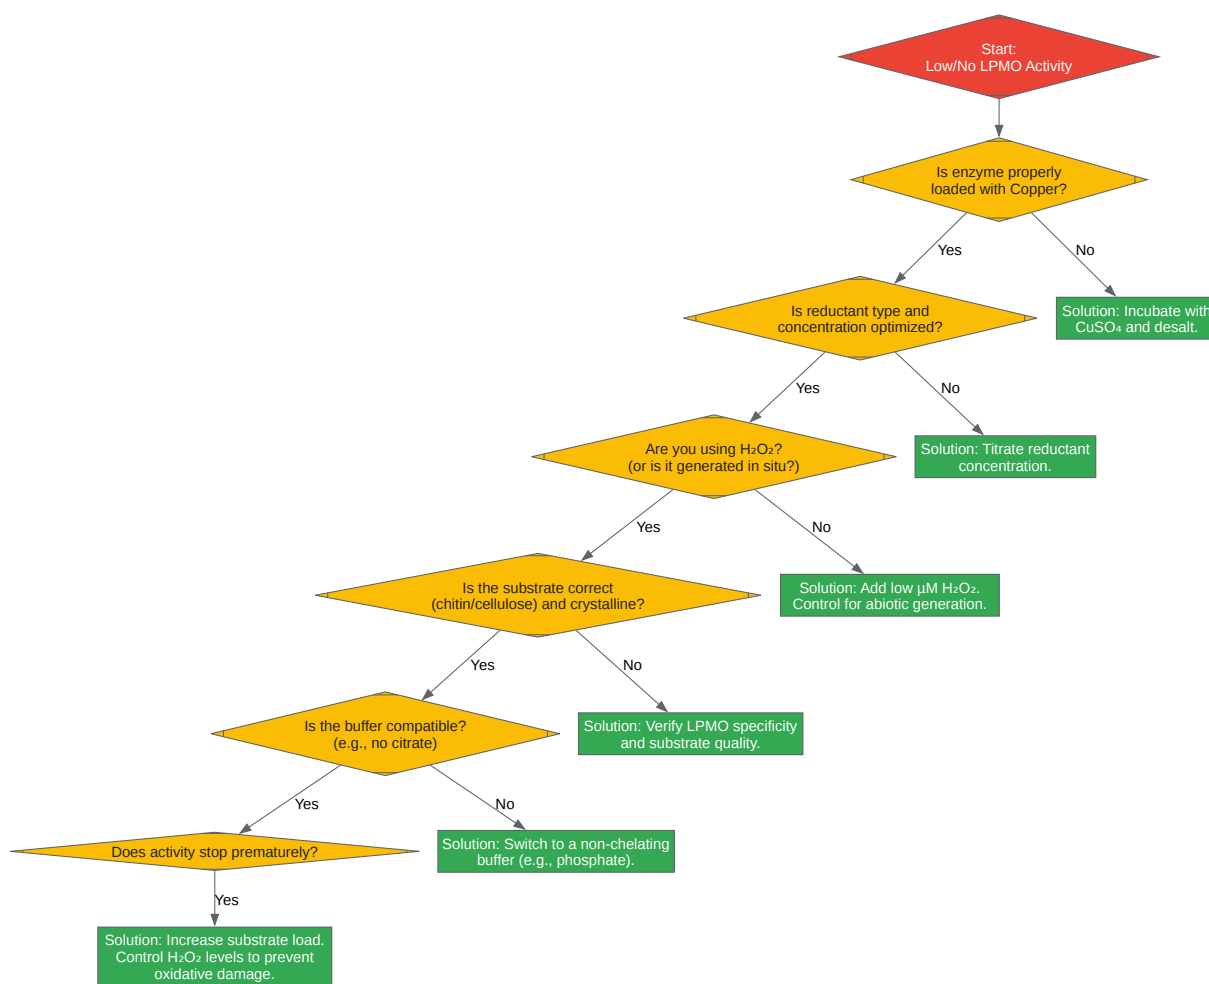 Start:
Low/No LPMO Activity
Is enzyme properly
loaded with Copper?
Yes
No
Is reductant type and
concentration optimized?
Solution: Incubate with
CuSO₄ and desalt.
Yes
No
Are you using H₂O₂?
(or is it generated in situ?)
Solution: Titrate reductant
concentration.
Yes
No
Is the substrate correct
(chitin/cellulose) and crystalline?
Solution: Add low µM H₂O₂.
Control for abiotic generation.
Yes
No
Is the buffer compatible?
(e.g., no citrate)
Solution: Verify LPMO specificity
and substrate quality.
Yes
No
Does activity stop prematurely?
Solution: Switch to a non-chelating
buffer (e.g., phosphate).
Yes
Solution: Increase substrate load.
Control H₂O₂ levels to prevent
oxidative damage.